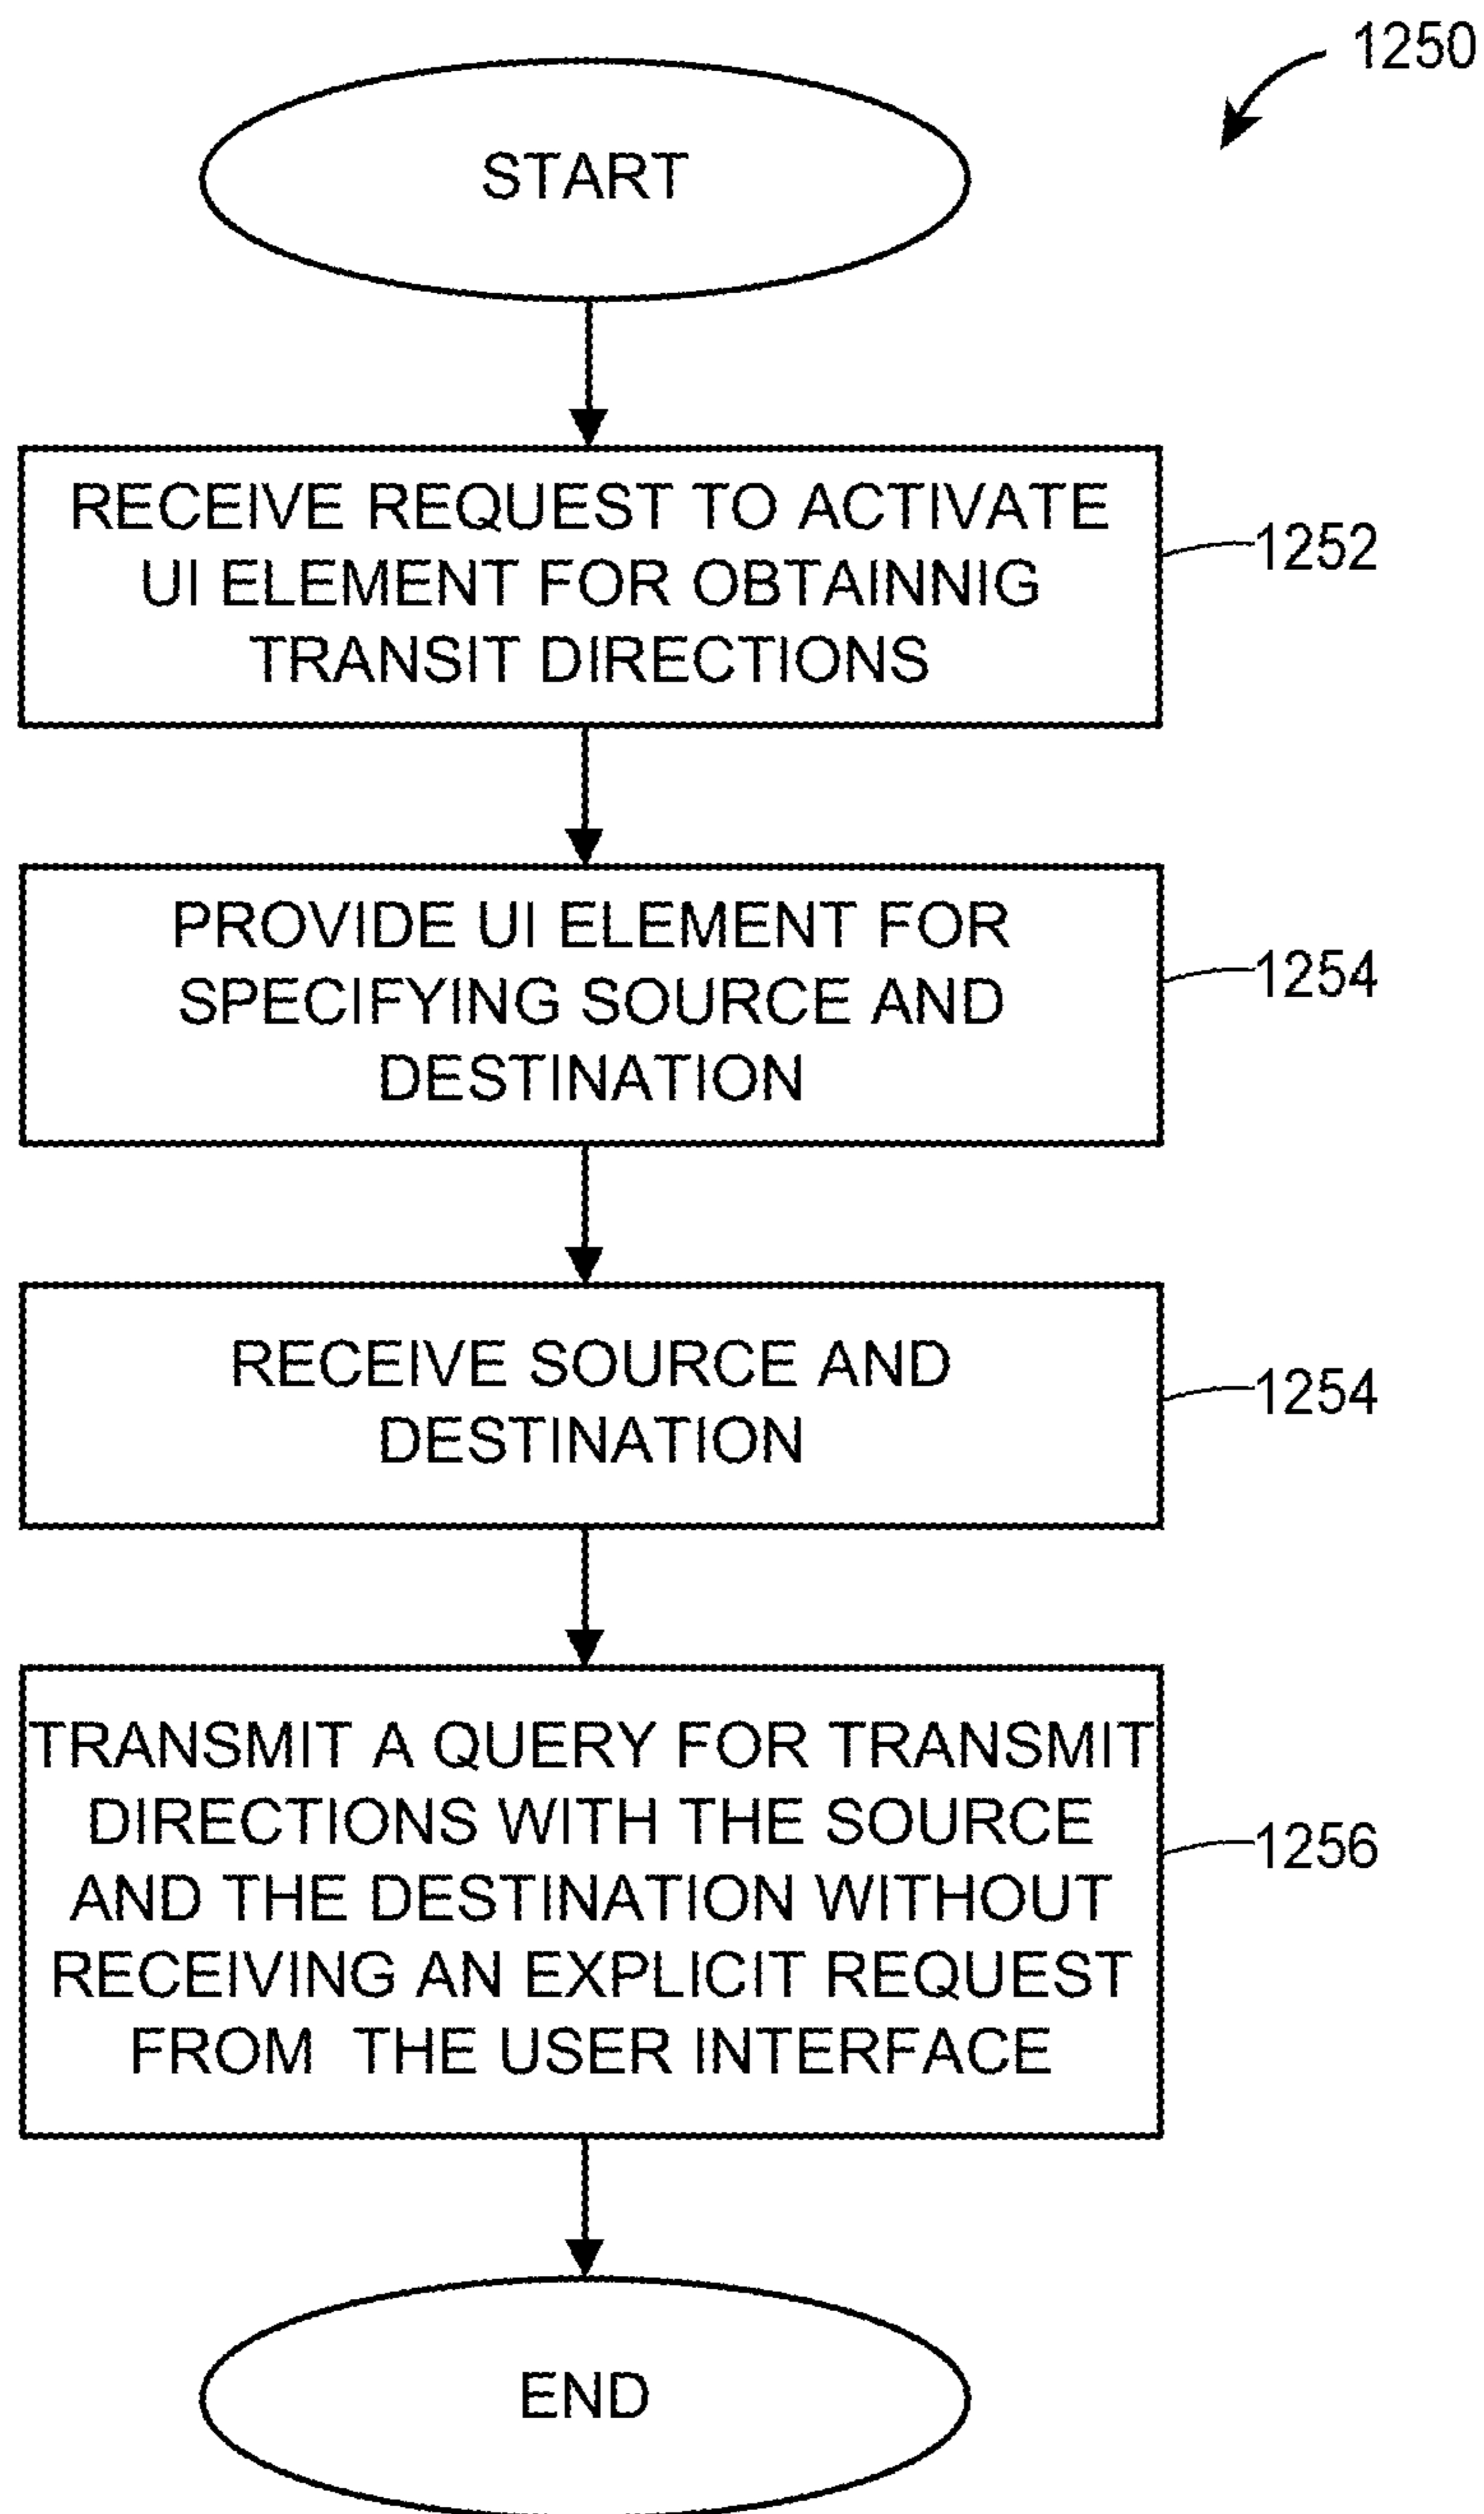 1250
START
RECEIVE REQUEST TO ACTIVATE
UI ELEMENT FOR OBTAINNIG
TRANSIT DIRECTIONS
1252
PROVIDE UI ELEMENT FOR
SPECIFYING SOURCE AND
DESTINATION
1254
RECEIVE SOURCE AND
DESTINATION
1254
TRANSMIT A QUERY FOR TRANSMIT
DIRECTIONS WITH THE SOURCE
AND THE DESTINATION WITHOUT
RECEIVING AN EXPLICIT REQUEST
FROM THE USER INTERFACE
1256
END